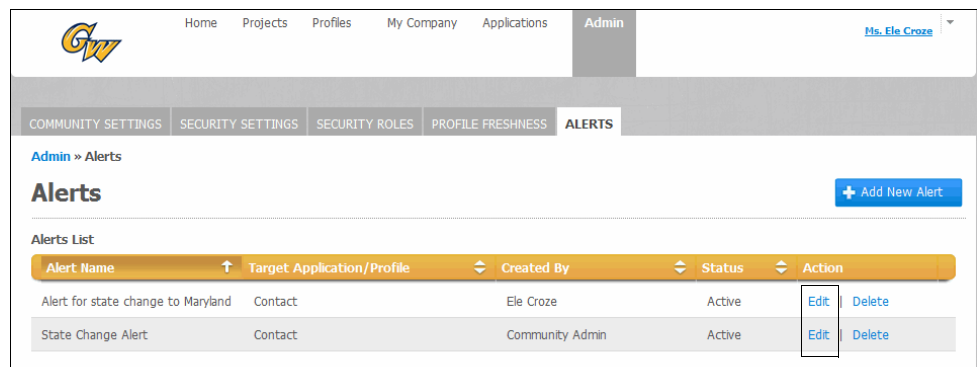 GW
Home Projects Profiles My Company Applications Admin Ms. Ele Croze
COMMUNITY SETTINGS SECURITY SETTINGS SECURITY ROLES PROFILE FRESHNESS ALERTS
Admin » Alerts
Alerts
Add New Alert
Alerts List
Alert Name Target Application/Profile Created By Status Action
Alert for state change to Maryland Contact Ele Croze Active Edit | Delete
State Change Alert Contact Community Admin Active Edit | Delete